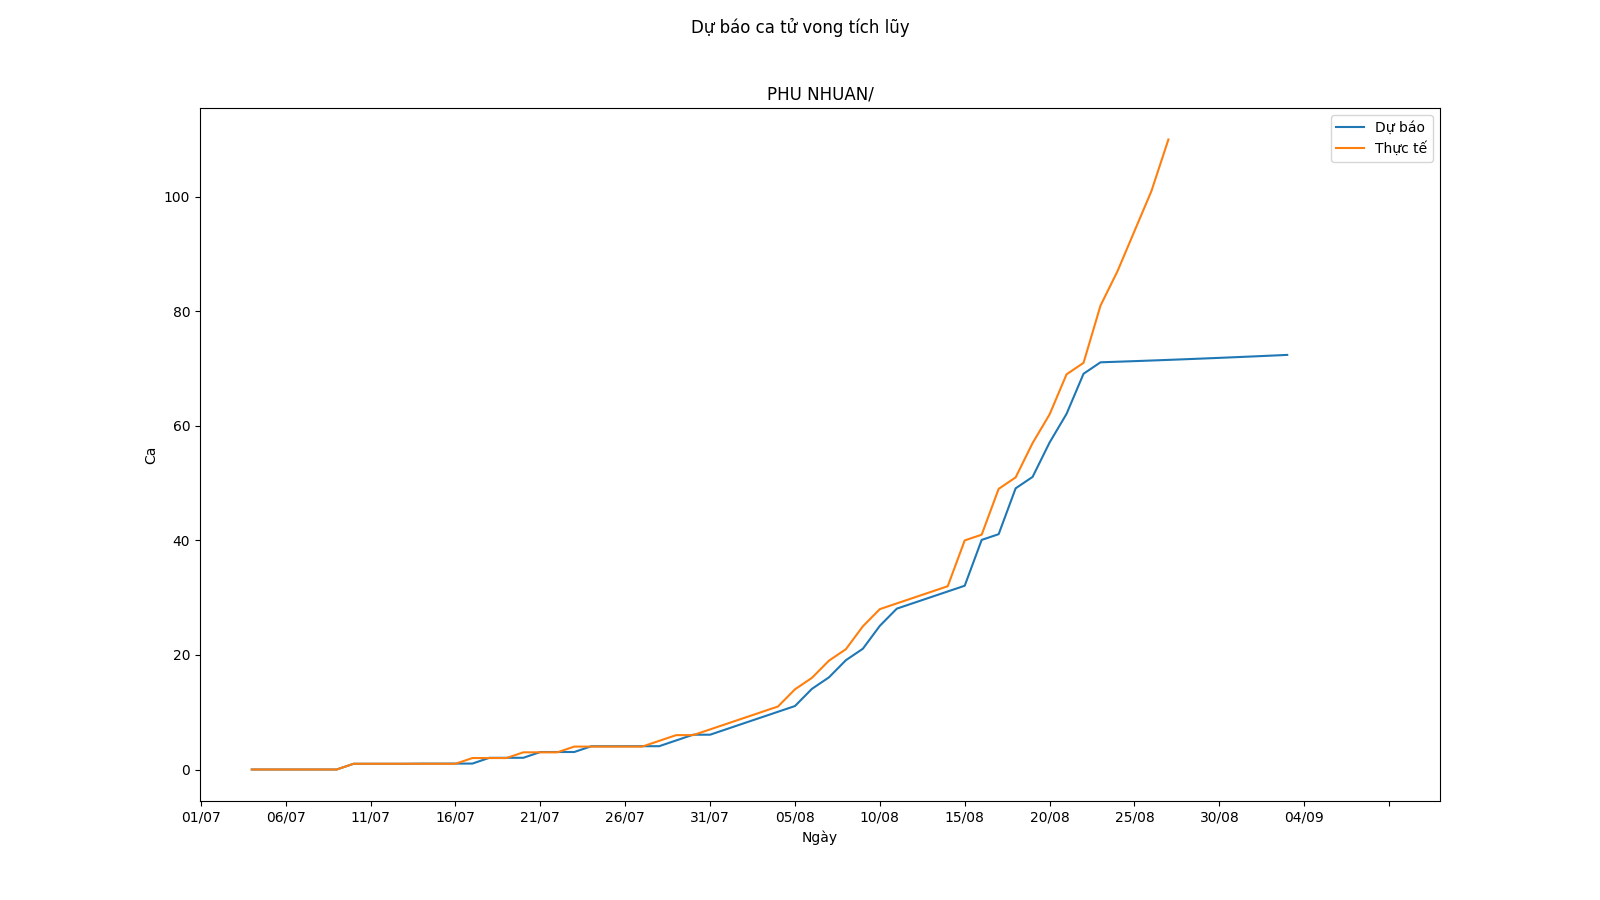 Dự báo ca tử vong tích lũy
PHU NHUAN/
Dự báo
Thực tế
100
80
60
40
20
0
Ca
01/07 06/07 11/07 16/07 21/07 26/07 31/07 05/08 10/08 15/08 20/08 25/08 30/08 04/09
Ngày